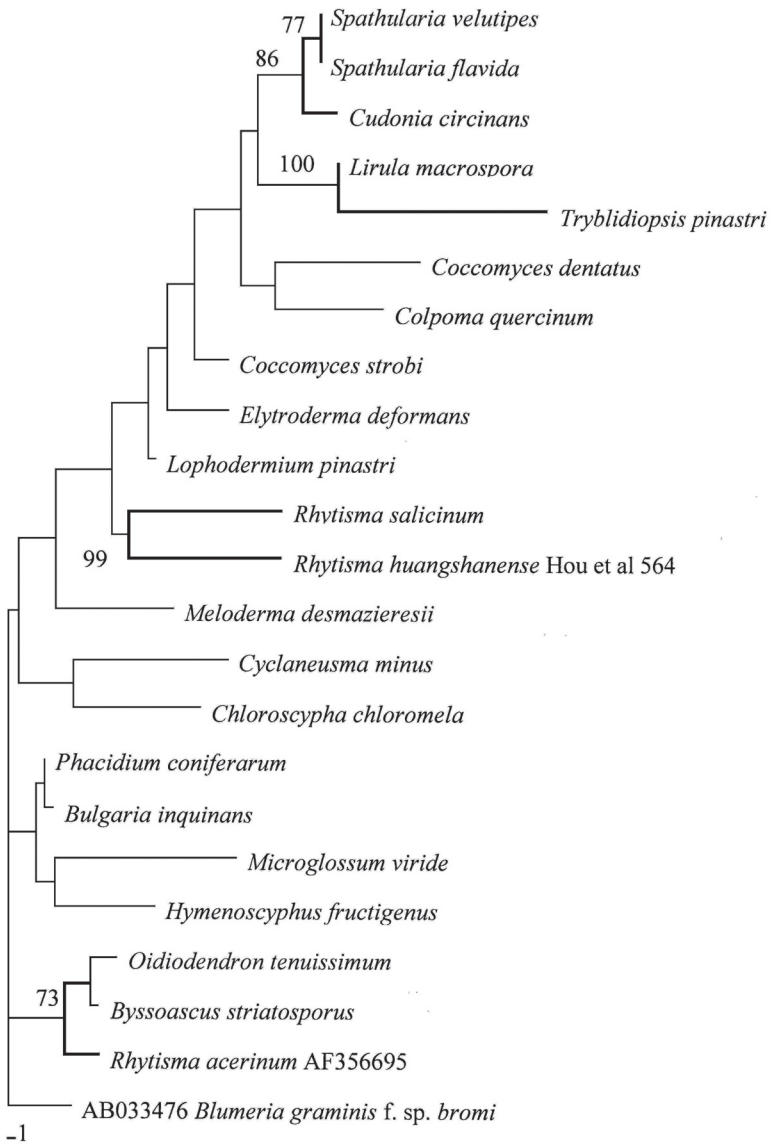 77 Spathularia velutipes
86 Spathularia flavida
Cudonia circinans
100 Lirula macrospora
Tryblidiopsis pinastri
Coccomyces dentatus
Colpoma quercinum
Coccomyces strobi
Elytroderma deformans
Lophodermium pinastri
Rhytisma salicinum
99 Rhytisma huangshanense Hou et al 564
Meloderma desmazieresii
Cyclaneusma minus
Chloroscypha chloromela
Phacidium coniferarum
Bulgaria inquinans
Microglossum viride
Hymenoscyphus fructigenus
Oidiodendron tenuissimum
73 Byssoascus striatosporus
Rhytisma acerinum AF356695
AB033476 Blumeria graminis f. sp. bromi
1